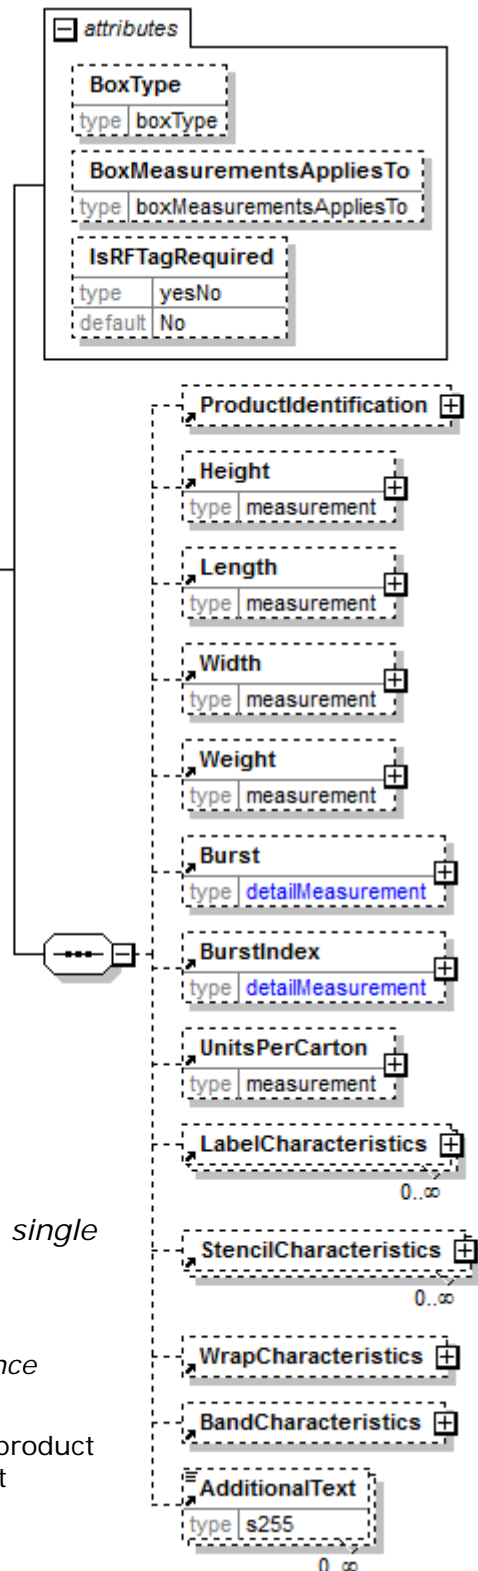 attributes
BoxType
type boxType
BoxMeasurementsAppliesTo
type boxMeasurementsAppliesTo
IsRFTagRequired
type yesNo
default No
ProductIdentification
Height
type measurement
Length
type measurement
Width
type measurement
Weight
type measurement
Burst
type detailMeasurement
BurstIndex
type detailMeasurement
UnitsPerCarton
type measurement
LabelCharacteristics
0..∞
single
StencilCharacteristics
0..∞
nce
WrapCharacteristics
product
BandCharacteristics
t
AdditionalText
type s255
0..∞